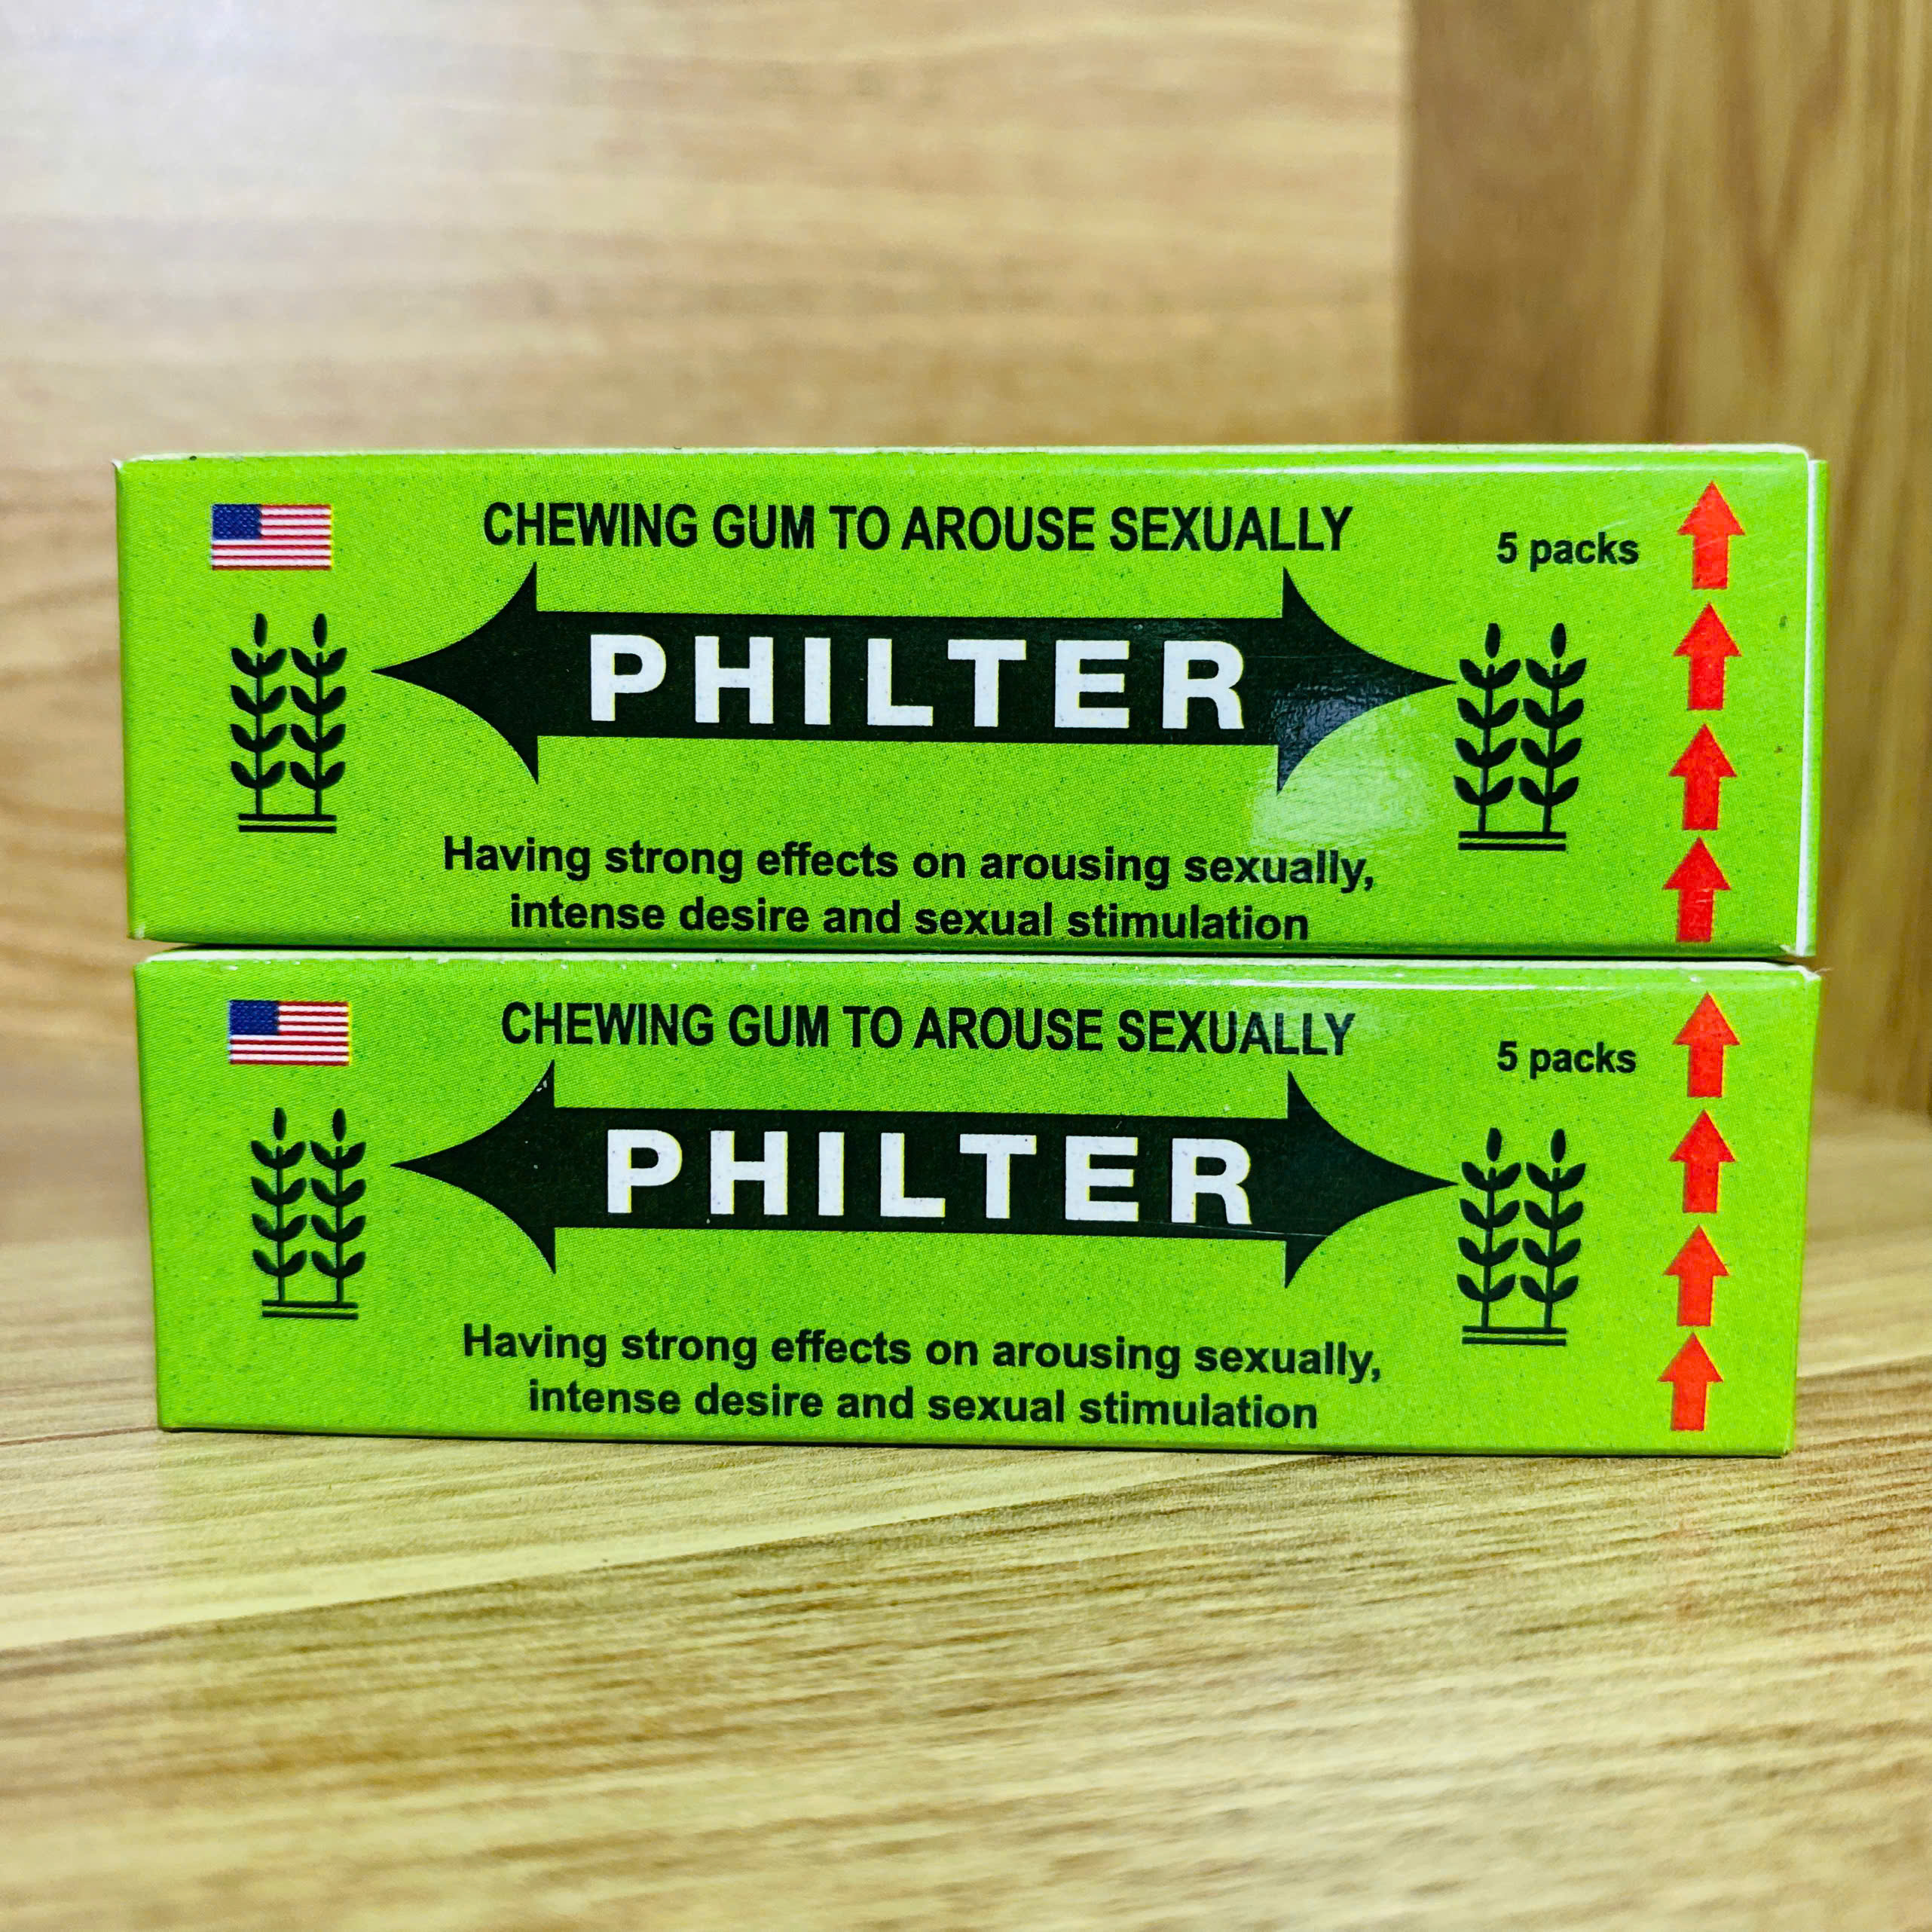 CHEWING GUM TO AROUSE SEXUALLY
5 packs
PHILTER
Having strong effects on arousing sexually,
intense desire and sexual stimulation
CHEWING GUM TO AROUSE SEXUALLY
5 packs
PHILTER
Having strong effects on arousing sexually,
intense desire and sexual stimulation